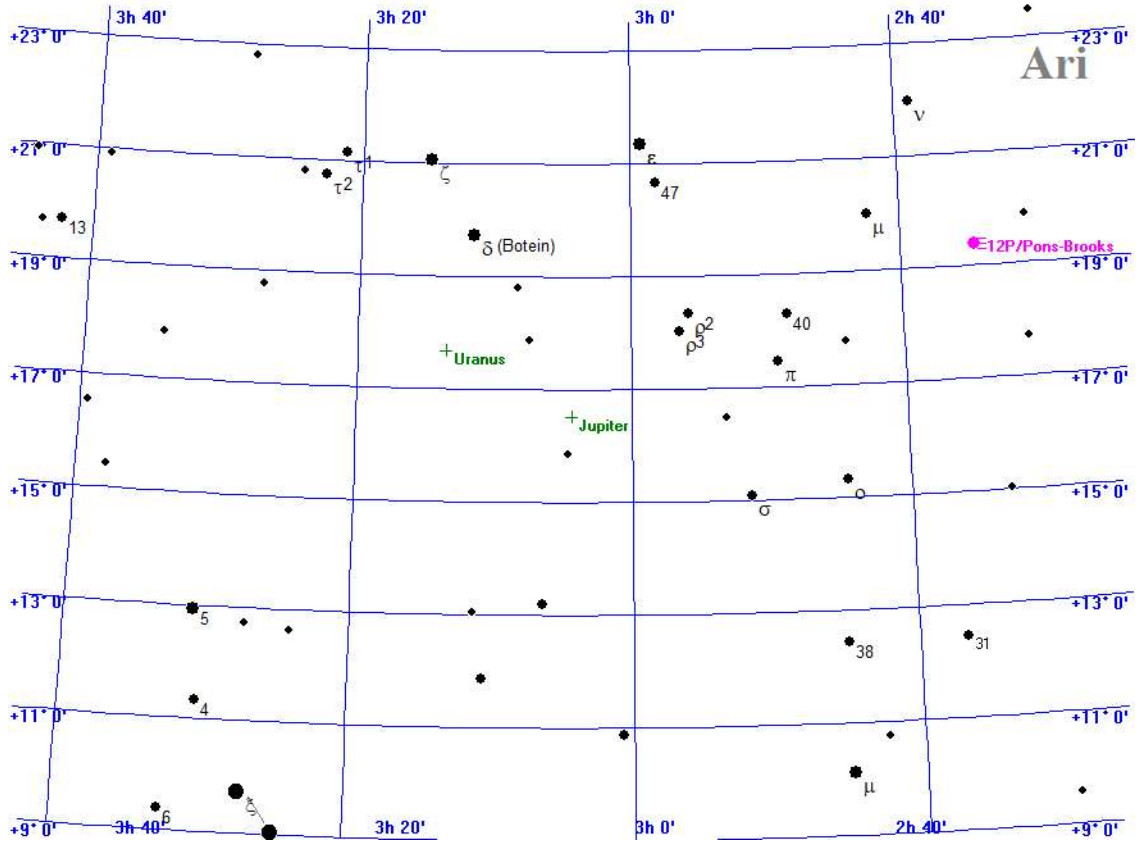 3h 40' 3h 20' 3h 0' 2h 40'
+23° 0' +23° 0'
Ari
ν
+21° 0' τ1 ζ ε +21° 0'
τ2 47
13 δ (Botein) μ
12P/Pons-Brooks
+19° 0' +19° 0'
ρ2 40
ρ3
Uranus
π
+17° 0' +17° 0'
Jupiter
+15° 0' +15° 0'
σ ο
+13° 0' +13° 0'
5
38 31
4
+11° 0' +11° 0'
μ
ξ
6
+9° 0' 3h 40' 3h 20' 3h 0' 2h 40' +9° 0'